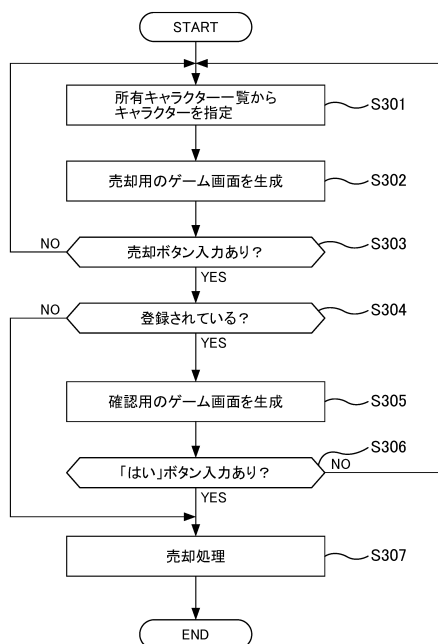 START
所有キャラクター一覧から
キャラクターを指定
S301
売却用のゲーム画面を生成
S302
売却ボタン入力あり？
S303
NO
YES
登録されている？
S304
NO
YES
確認用のゲーム画面を生成
S305
「はい」ボタン入力あり？
S306
NO
YES
売却処理
S307
END